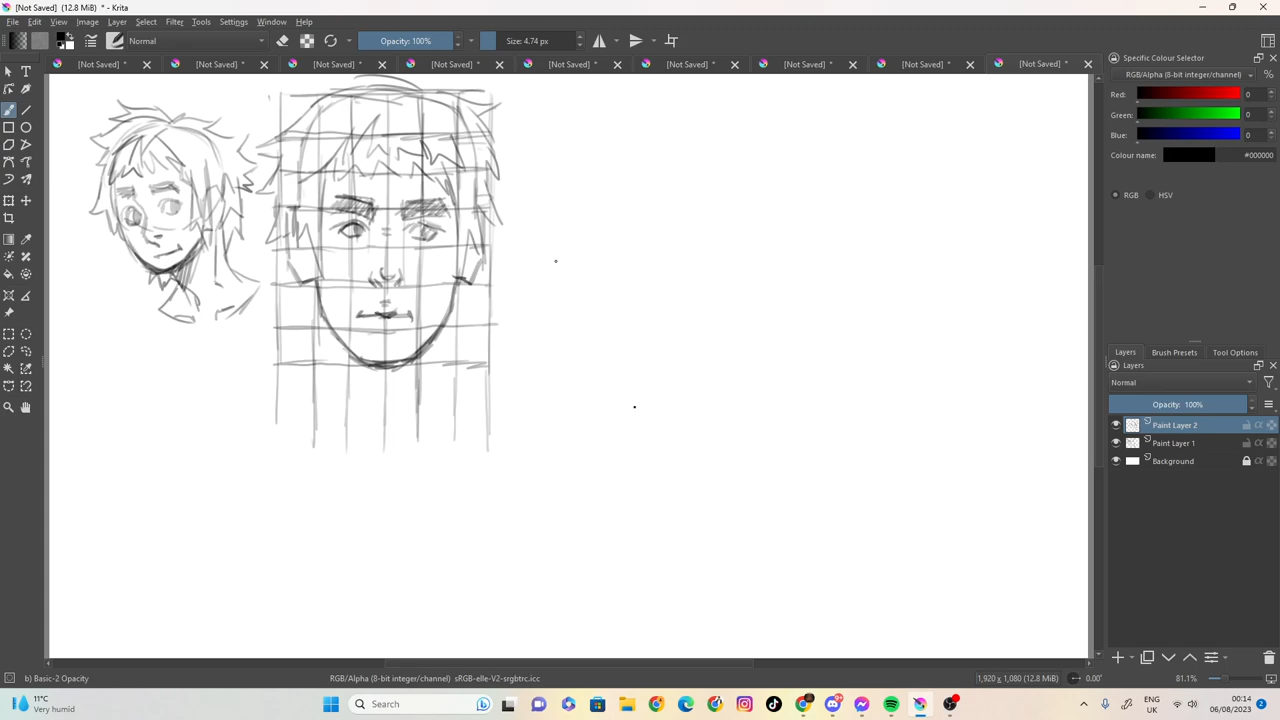 [Not Saved] (12.8 MiB) * - Krita
File Edit View Image Layer Select Filter Tools Settings Window Help
Normal Opacity: 100% Size: 4.74 px
[Not Saved] * [Not Saved] * [Not Saved] * [Not Saved] * [Not Saved] * [Not Saved] * [Not Saved] * [Not Saved] * [Not Saved] *
Specific Colour Selector
RGB/Alpha (8-bit integer/channel) %
Red: 0
Green: 0
Blue: 0
Colour name: #000000
RGB HSV
Layers Brush Presets Tool Options
Layers
Normal
Opacity: 100%
Paint Layer 2
Paint Layer 1
Background
b) Basic-2 Opacity RGB/Alpha (8-bit integer/channel) sRGB-elle-V2-srgbtrc.icc 1,920 x 1,080 (12.8 MiB) 0.00° 81.1%
11°C
Very humid
Search
ENG
UK
00:14
06/08/2023
2